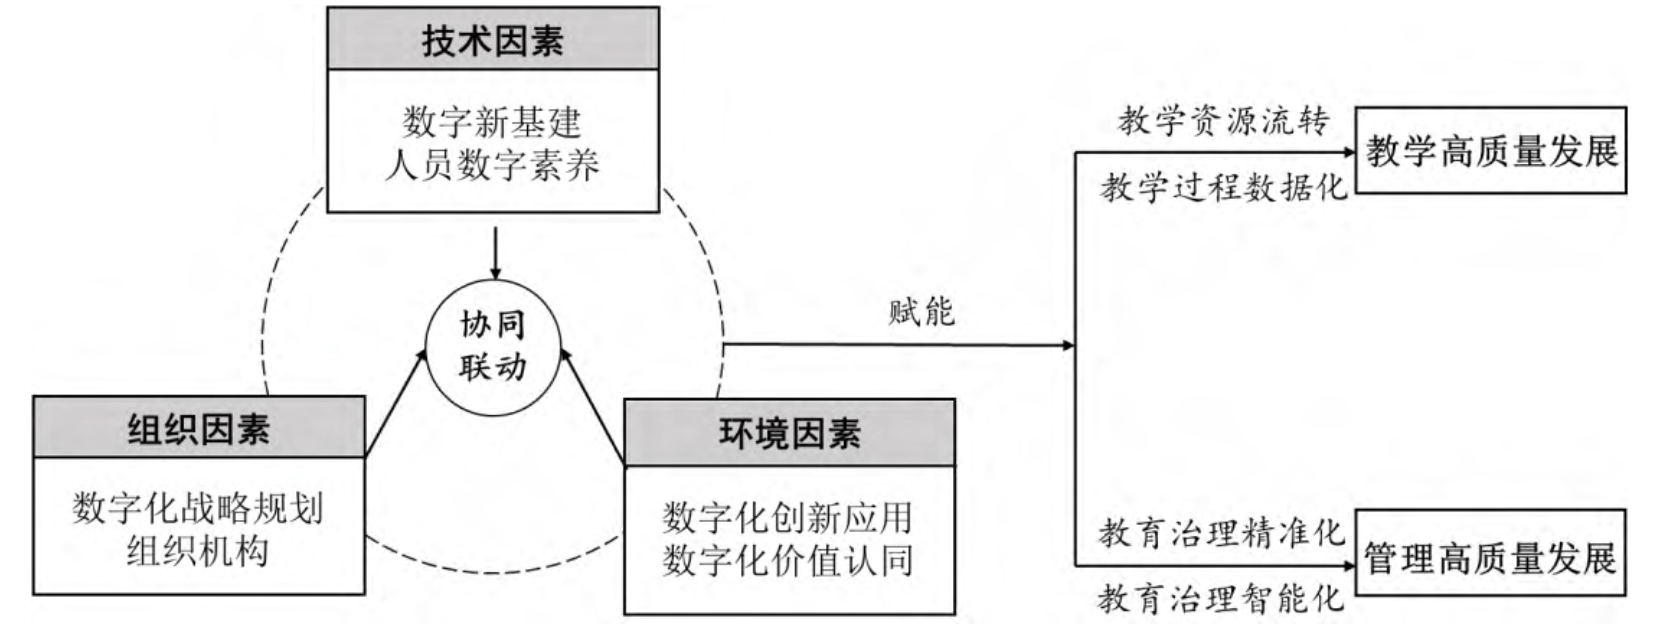 技术因素
数字新基建
人员数字素养
协同
联动
组织因素
数字化战略规划
组织机构
环境因素
数字化创新应用
数字化价值认同
赋能
教学资源流转
教学过程数据化
教学高质量发展
教育治理精准化
教育治理智能化
管理高质量发展